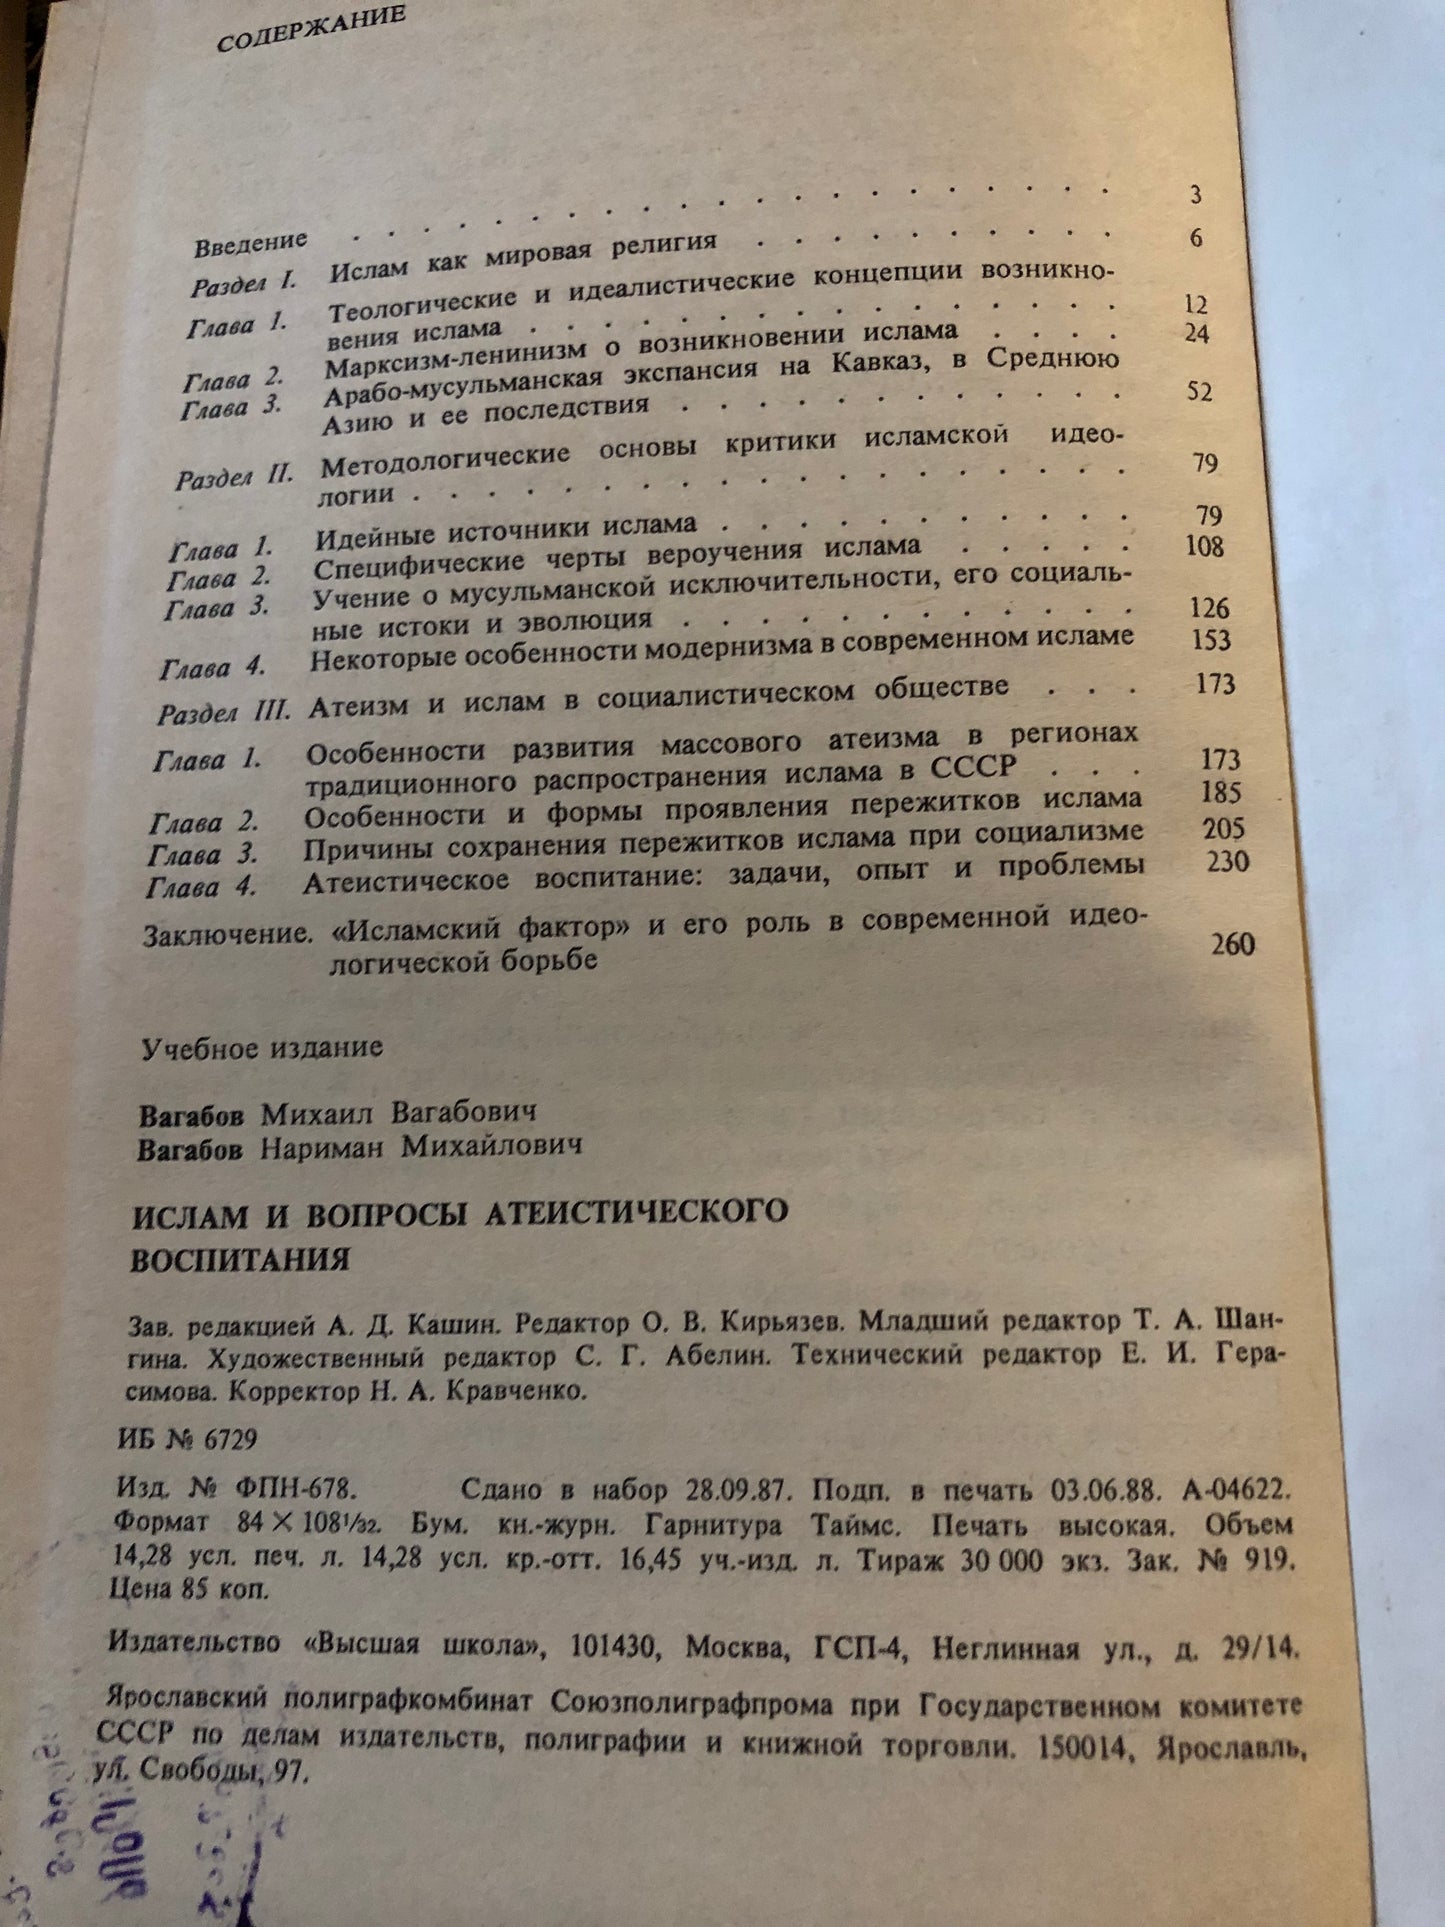 СОДЕРЖАНИЕ
Введение . . . . . . . . . . . . . . . . . . . . . 3
Раздел I. Ислам как мировая религия . . . . . . . . . . 6
Глава 1. Теологические и идеалистические концепции возникно-
вения ислама . . . . . . . . . . . . . . . . 12
Глава 2. Марксизм-ленинизм о возникновении ислама . . . . 24
Глава 3. Арабо-мусульманская экспансия на Кавказ, в Среднюю
Азию и ее последствия . . . . . . . . . . . . 52
Раздел II. Методологические основы критики исламской идео-
логии . . . . . . . . . . . . . . . . . . . 79
Глава 1. Идейные источники ислама . . . . . . . . . . . 79
Глава 2. Специфические черты вероучения ислама . . . . . 108
Глава 3. Учение о мусульманской исключительности, его социаль-
ные истоки и эволюция . . . . . . . . . . . . 126
Глава 4. Некоторые особенности модернизма в современном исламе 153
Раздел III. Атеизм и ислам в социалистическом обществе . . . 173
Глава 1. Особенности развития массового атеизма в регионах
традиционного распространения ислама в СССР . . . 173
Глава 2. Особенности и формы проявления пережитков ислама 185
Глава 3. Причины сохранения пережитков ислама при социализме 205
Глава 4. Атеистическое воспитание: задачи, опыт и проблемы 230
Заключение. «Исламский фактор» и его роль в современной идео-
логической борьбе 260
Учебное издание
Вагабов Михаил Вагабович
Вагабов Нариман Михайлович
ИСЛАМ И ВОПРОСЫ АТЕИСТИЧЕСКОГО
ВОСПИТАНИЯ
Зав. редакцией А. Д. Кашин. Редактор О. В. Кирьязев. Младший редактор Т. А. Шан-
гина. Художественный редактор С. Г. Абелин. Технический редактор Е. И. Гера-
симова. Корректор Н. А. Кравченко.
ИБ № 6729
Изд. № ФПН-678. Сдано в набор 28.09.87. Подп. в печать 03.06.88. А-04622.
Формат 84 × 108 1/32. Бум. кн.-журн. Гарнитура Таймс. Печать высокая. Объем
14,28 усл. печ. л. 14,28 усл. кр.-отт. 16,45 уч.-изд. л. Тираж 30 000 экз. Зак. № 919.
Цена 85 коп.
Издательство «Высшая школа», 101430, Москва, ГСП-4, Неглинная ул., д. 29/14.
Ярославский полиграфкомбинат Союзполиграфпрома при Государственном комитете
СССР по делам издательств, полиграфии и книжной торговли. 150014, Ярославль,
ул. Свободы, 97.